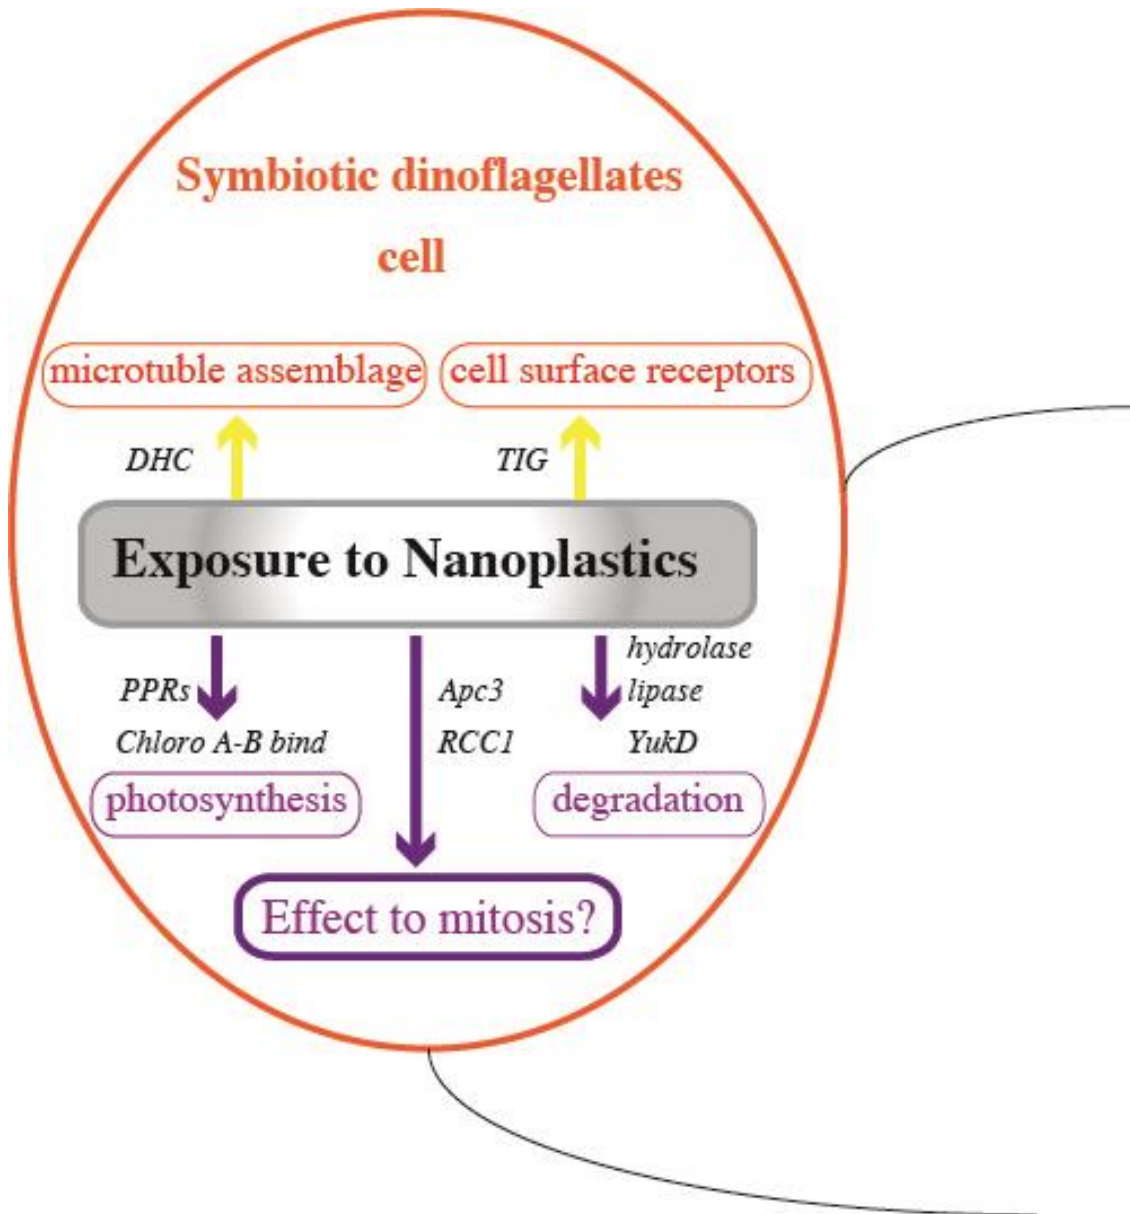 Symbiotic dinoflagellates
cell
microtuble assemblage
cell surface receptors
DHC
TIG
Exposure to Nanoplastics
PPRs
Chloro A-B bind
photosynthesis
Apc3
RCC1
hydrolase
lipase
YukD
degradation
Effect to mitosis?